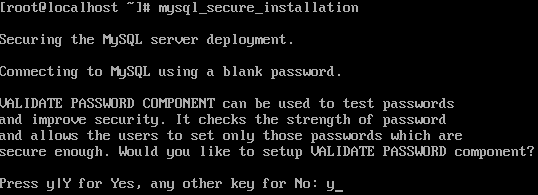 [root@localhost ~]# mysql_secure_installation
Securing the MySQL server deployment.
Connecting to MySQL using a blank password.
VALIDATE PASSWORD COMPONENT can be used to test passwords
and improve security. It checks the strength of password
and allows the users to set only those passwords which are
secure enough. Would you like to setup VALIDATE PASSWORD component?
Press y|Y for Yes, any other key for No: y_